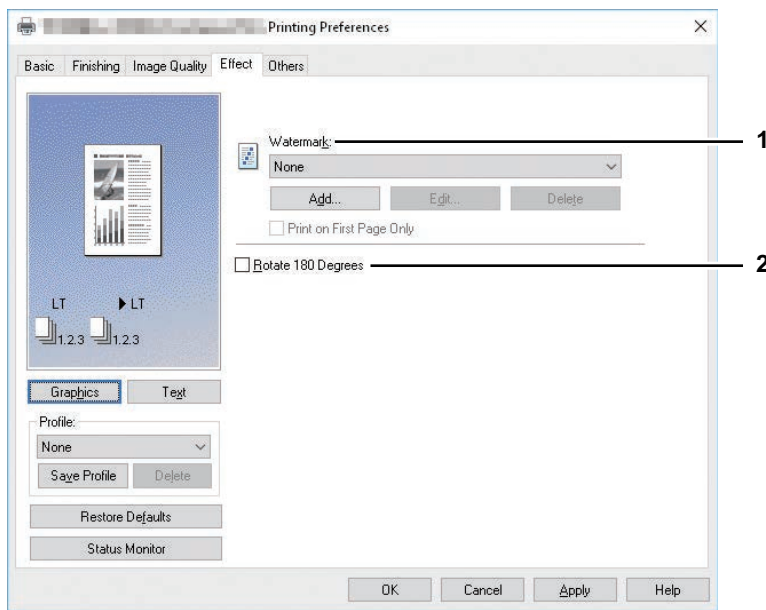 Printing Preferences
Basic Finishing Image Quality Effect Others
Watermark:
1
None
Add... Edit... Delete
Print on First Page Only
Rotate 180 Degrees
2
LT LT
1.2.3 1.2.3
Graphics Text
Profile:
None
Save Profile Delete
Restore Defaults
Status Monitor
OK Cancel Apply Help